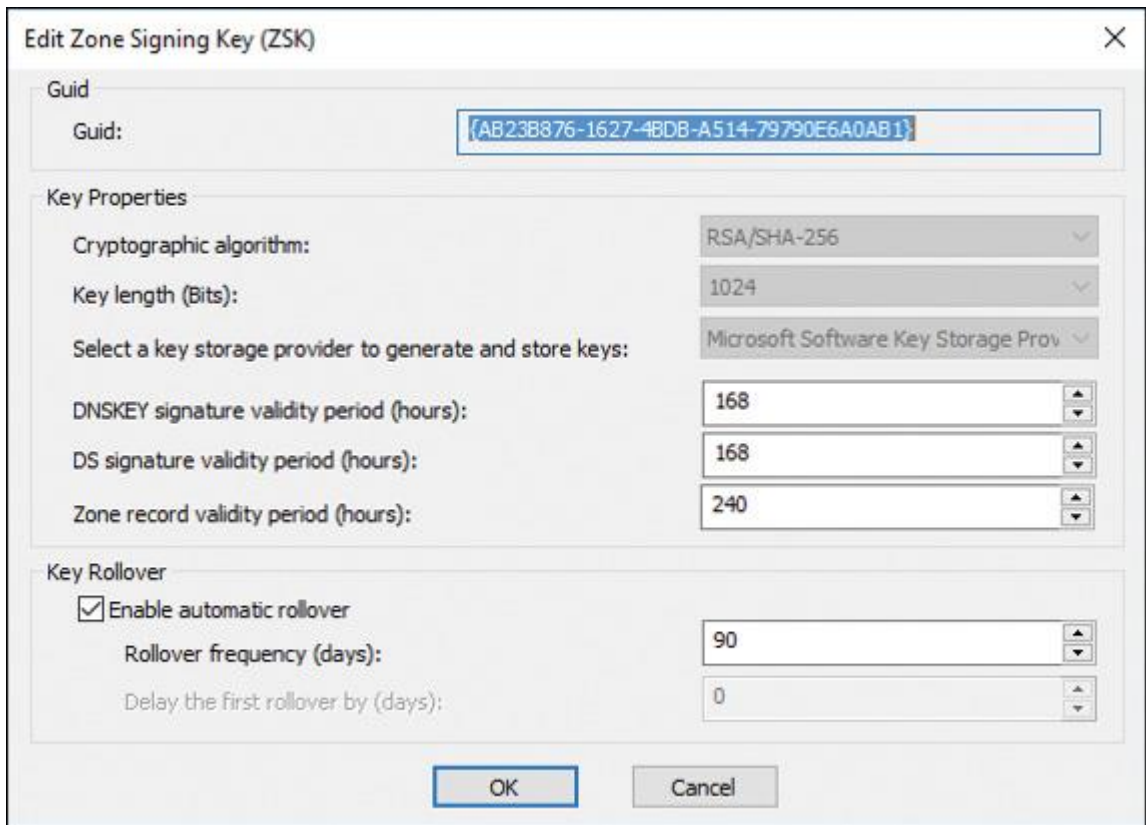 Edit Zone Signing Key (ZSK)
Guid
Guid: {AB23B876-1627-4BDB-A514-79790E6A0AB1}
Key Properties
Cryptographic algorithm: RSA/SHA-256
Key length (Bits): 1024
Select a key storage provider to generate and store keys: Microsoft Software Key Storage Prov
DNSKEY signature validity period (hours): 168
DS signature validity period (hours): 168
Zone record validity period (hours): 240
Key Rollover
Enable automatic rollover
Rollover frequency (days): 90
Delay the first rollover by (days): 0
OK Cancel